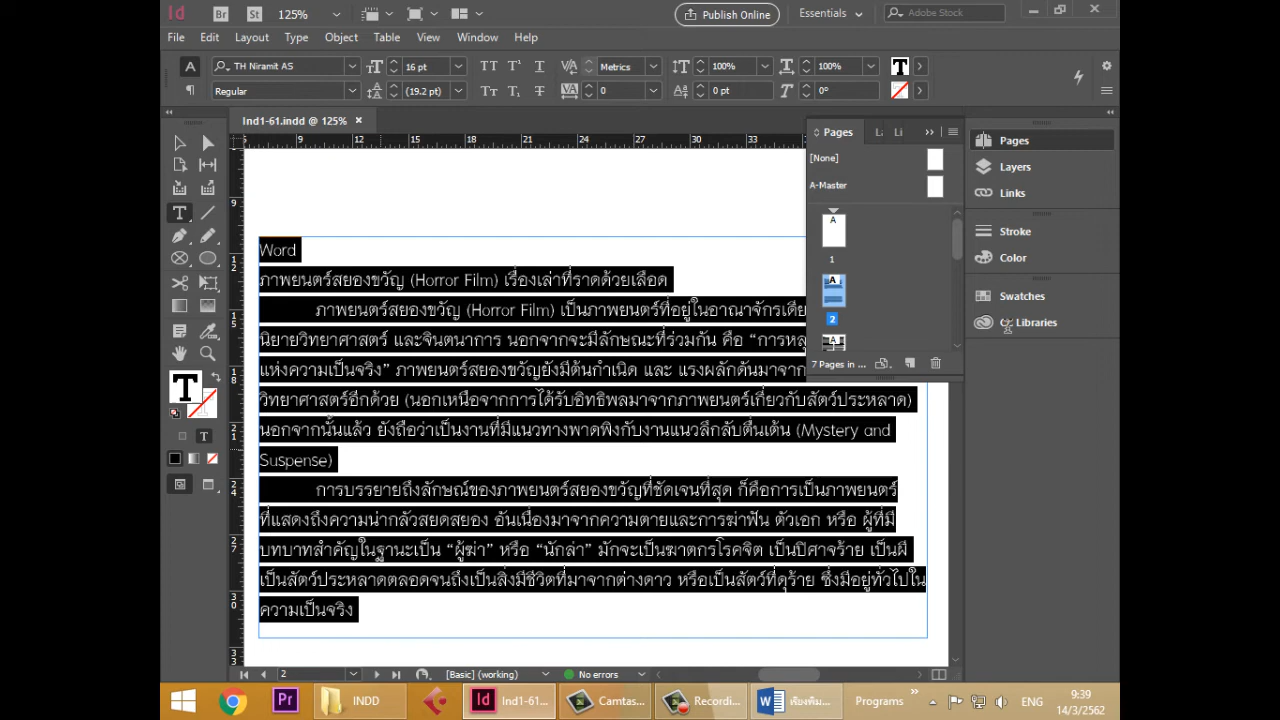 Br St 125% Publish Online Essentials Adobe Stock
File Edit Layout Type Object Table View Window Help
TH Niramit AS 16 pt Metrics 100% 100%
Regular (19.2 pt) 0 0 pt 0°
Ind1-61.indd @ 125%
9 12 15 18 21 24 27 30 33
Pages
[None]
A-Master
A
1
A
2
A
7 Pages in ...
Pages
Layers
Links
Stroke
Color
Swatches
Libraries
Word
ภาพยนตร์สยองขวัญ (Horror Film) เรื่องเล่าที่ราดด้วยเลือด
ภาพยนตร์สยองขวัญ (Horror Film) เป็นภาพยนตร์ที่อยู่ในอาณาจักรเดีย
นิยายวิทยาศาสตร์ และจินตนาการ นอกจากจะมีลักษณะที่ร่วมกัน คือ “การหลุ
แห่งความเป็นจริง” ภาพยนตร์สยองขวัญยังมีต้นกำเนิด และ แรงผลักดันมาจาก
วิทยาศาสตร์อีกด้วย (นอกเหนือจากการได้รับอิทธิพลมาจากภาพยนตร์เกี่ยวกับสัตว์ประหลาด)
นอกจากนั้นแล้ว ยังถือว่าเป็นงานที่มีแนวทางพาดพิงกับงานแนวลึกลับตื่นเต้น (Mystery and
Suspense)
การบรรยายถึงลักษณ์ของภาพยนตร์สยองขวัญที่ชัดเจนที่สุด ก็คือการเป็นภาพยนตร์
ที่แสดงถึงความน่ากลัวสยดสยอง อันเนื่องมาจากความตายและการฆ่าฟัน ตัวเอก หรือ ผู้ที่มี
บทบาทสำคัญในฐานะเป็น “ผู้ฆ่า” หรือ “นักล่า” มักจะเป็นฆาตกรโรคจิต เป็นปิศาจร้าย เป็นผี
เป็นสัตว์ประหลาดตลอดจนถึงเป็นสิ่งมีชีวิตที่มาจากต่างดาว หรือเป็นสัตว์ที่ดุร้าย ซึ่งมีอยู่ทั่วไปใน
ความเป็นจริง
2 [Basic] (working) No errors
INDD Ind1-61... Camtas... Recordi... เรียงพิม... Programs ENG
9:39
14/3/2562